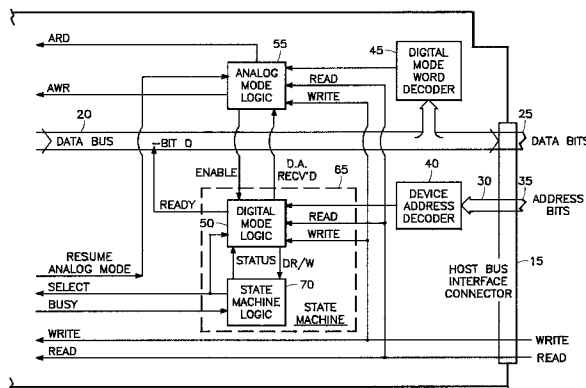 ARD
55
ANALOG
MODE
LOGIC
45
DIGITAL
MODE
WORD
DECODER
READ
WRITE
AWR
20
DATA BUS
BIT 0
25
DATA BITS
ENABLE
D.A.
RECV'D
65
40
DEVICE
ADDRESS
DECODER
30
35
ADDRESS
BITS
READY
50
DIGITAL
MODE
LOGIC
READ
WRITE
RESUME
ANALOG MODE
STATUS
DR/W
SELECT
BUSY
STATE
MACHINE
LOGIC
70
STATE
MACHINE
HOST BUS
INTERFACE
CONNECTOR
15
WRITE
READ
WRITE
READ